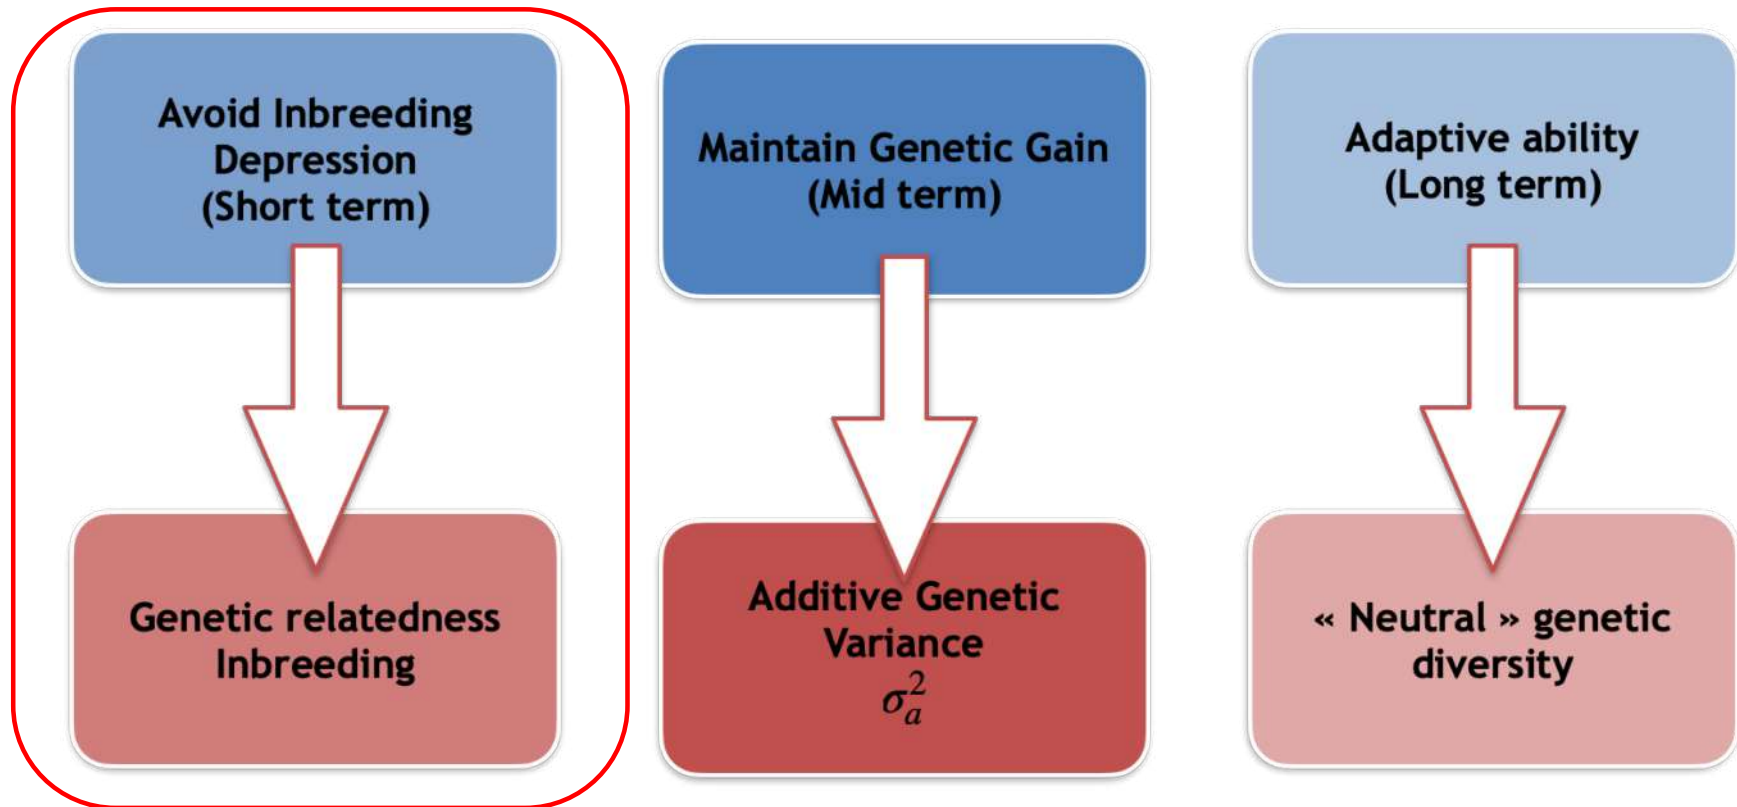 Avoid Inbreeding
Depression
(Short term)
Maintain Genetic Gain
(Mid term)
Adaptive ability
(Long term)
Genetic relatedness
Inbreeding
Additive Genetic
Variance
σ²ₐ
« Neutral » genetic
diversity